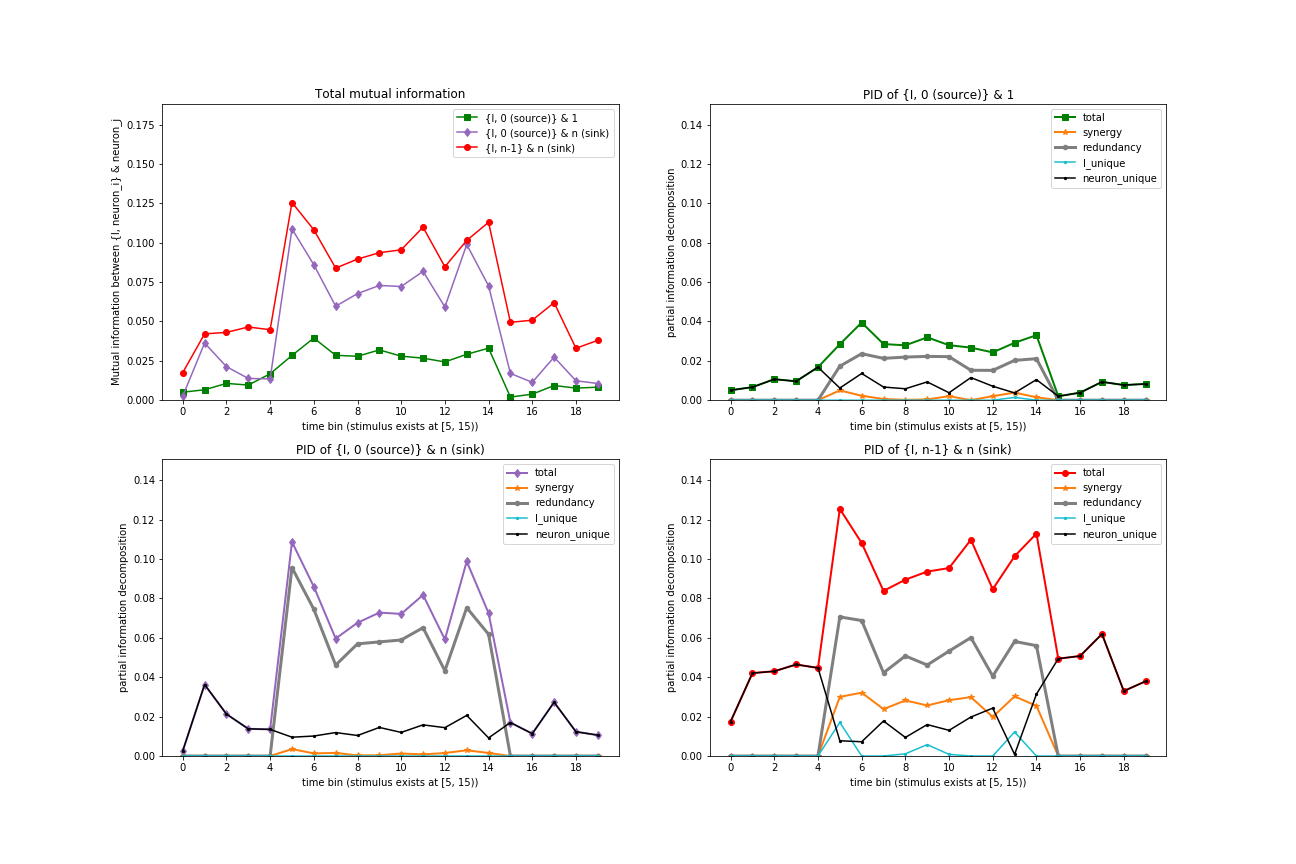 Total mutual information
Mutual information between {I, neuron_i} & neuron_j
0.175
0.150
0.125
0.100
0.075
0.050
0.025
0.000
{I, 0 (source)} & 1
{I, 0 (source)} & n (sink)
{I, n-1} & n (sink)
0 2 4 6 8 10 12 14 16 18
time bin (stimulus exists at [5, 15))
PID of {I, 0 (source)} & 1
partial information decomposition
0.14
0.12
0.10
0.08
0.06
0.04
0.02
0.00
total
synergy
redundancy
I_unique
neuron_unique
0 2 4 6 8 10 12 14 16 18
time bin (stimulus exists at [5, 15))
PID of {I, 0 (source)} & n (sink)
partial information decomposition
0.14
0.12
0.10
0.08
0.06
0.04
0.02
0.00
total
synergy
redundancy
I_unique
neuron_unique
0 2 4 6 8 10 12 14 16 18
time bin (stimulus exists at [5, 15))
PID of {I, n-1} & n (sink)
partial information decomposition
0.14
0.12
0.10
0.08
0.06
0.04
0.02
0.00
total
synergy
redundancy
I_unique
neuron_unique
0 2 4 6 8 10 12 14 16 18
time bin (stimulus exists at [5, 15))